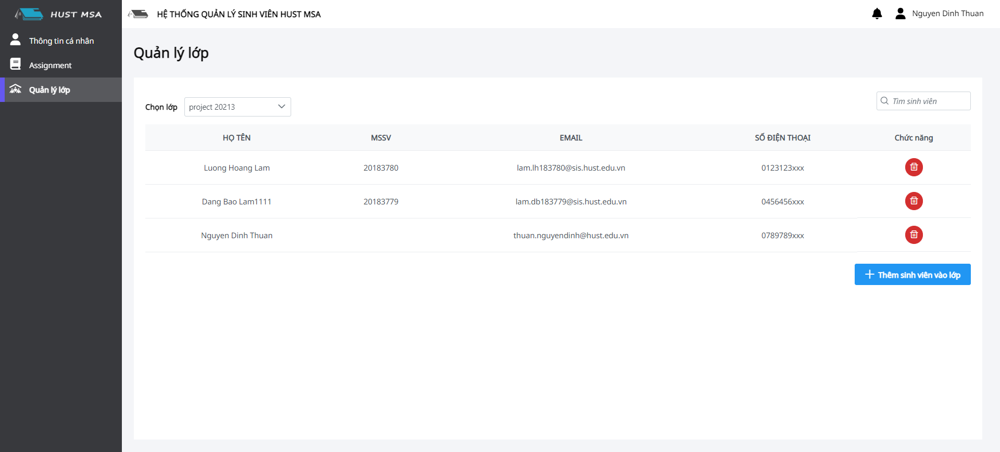 HUST MSA
HỆ THỐNG QUẢN LÝ SINH VIÊN HUST MSA
Nguyen Dinh Thuan
Thông tin cá nhân
Assignment
Quản lý lớp
Quản lý lớp
Chọn lớp
project 20213
Tìm sinh viên
HỌ TÊN MSSV EMAIL SỐ ĐIỆN THOẠI Chức năng
Luong Hoang Lam 20183780 lam.lh183780@sis.hust.edu.vn 0123123xxx
Dang Bao Lam1111 20183779 lam.db183779@sis.hust.edu.vn 0456456xxx
Nguyen Dinh Thuan thuan.nguyendinh@hust.edu.vn 0789789xxx
Thêm sinh viên vào lớp